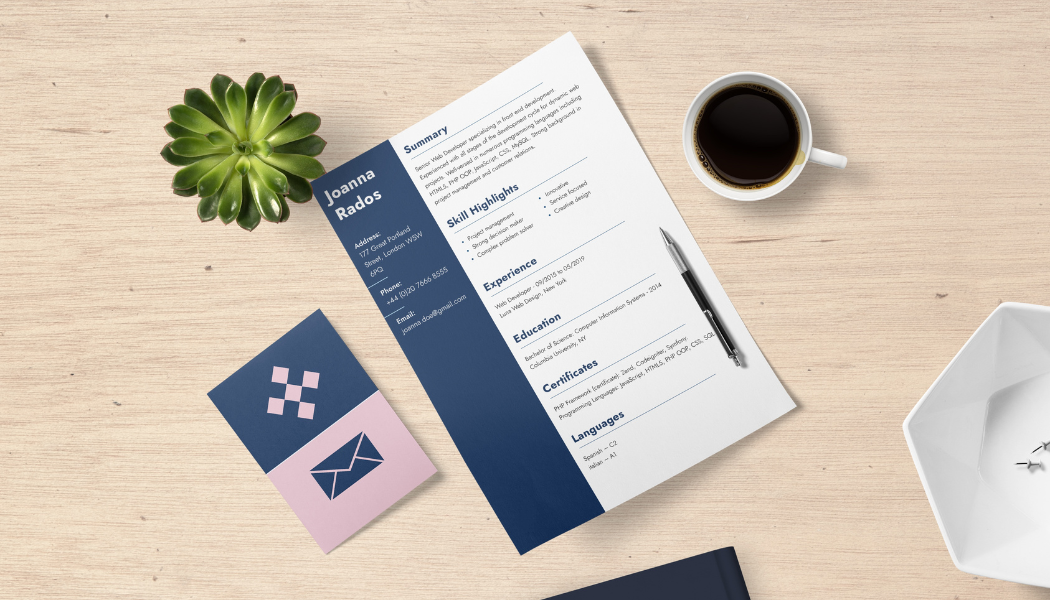 Joanna
Rados
Address:
177 Great Portland
Street, London W5W
6PQ
Phone:
+44 (0)20 7666 8555
Email:
joanna.doe@gmail.com
Summary
Senior Web Developer specializing in front end development.
Experienced with all stages of the development cycle for dynamic web
projects. Well-versed in numerous programming languages including
HTML5, PHP OOP, JavaScript, CSS, MySQL. Strong background in
project management and customer relations.
Skill Highlights
• Project management
• Strong decision maker
• Complex problem solver
• Innovative
• Service focused
• Creative design
Experience
Web Developer - 09/2015 to 05/2019
Luna Web Design, New York
Education
Bachelor of Science: Computer Information Systems - 2014
Columbia University, NY
Certificates
PHP Framework (certificate): Zend, Codeigniter, Symfony.
Programming Languages: JavaScript, HTML5, PHP OOP, CSS, SQL
Languages
Spanish – C2
Italian – A1